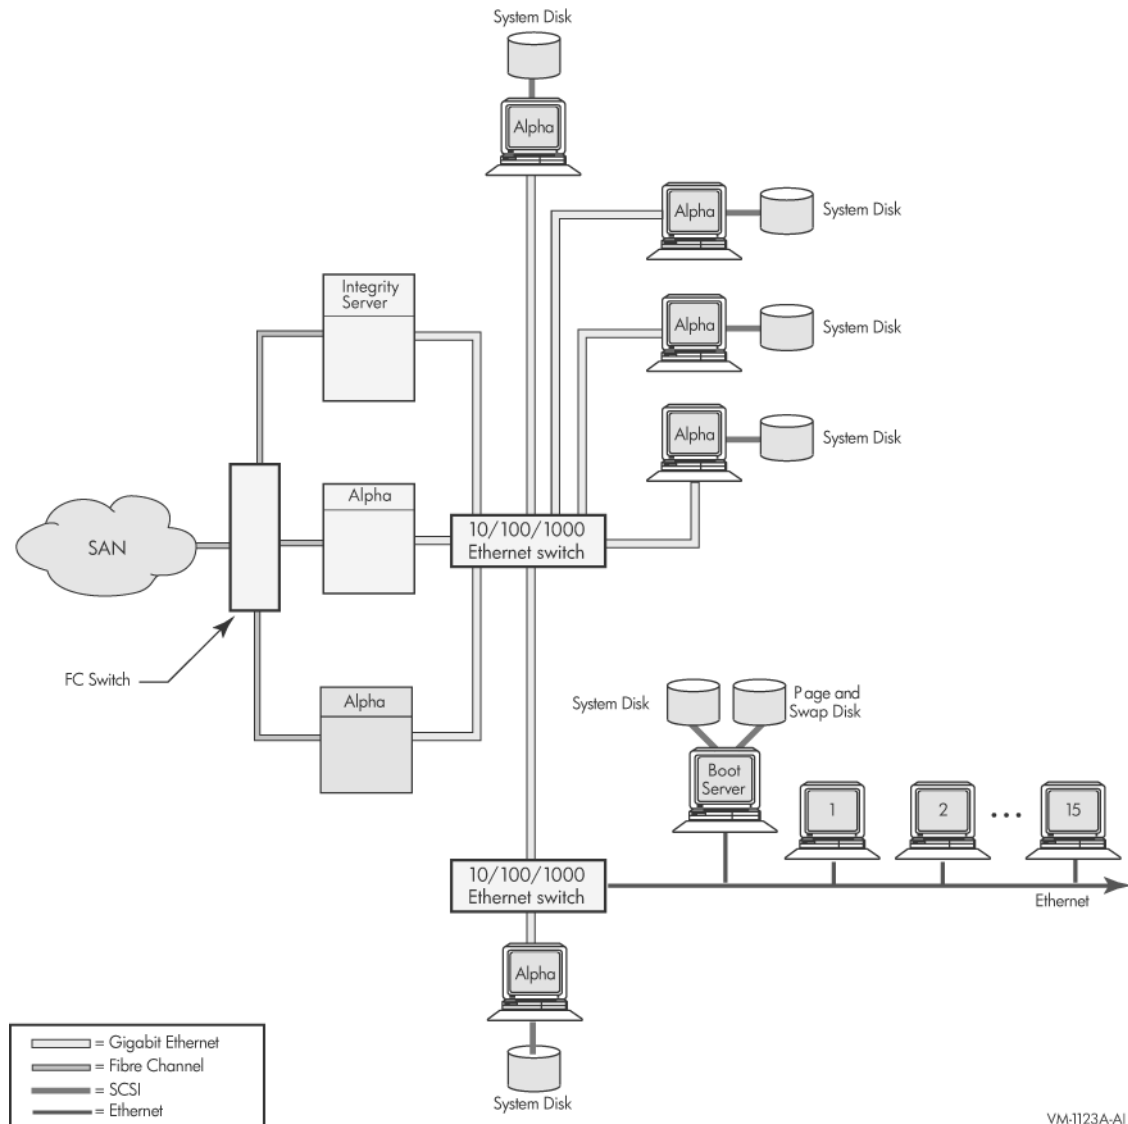 System Disk
Alpha
Alpha
System Disk
Integrity
Server
Alpha
System Disk
Alpha
System Disk
Alpha
10/100/1000
Ethernet switch
SAN
FC Switch
Alpha
System Disk
Page and
Swap Disk
Boot
Server
1
2
...
15
10/100/1000
Ethernet switch
Ethernet
Alpha
System Disk
= Gigabit Ethernet
= Fibre Channel
= SCSI
= Ethernet
VM-1123A-AI